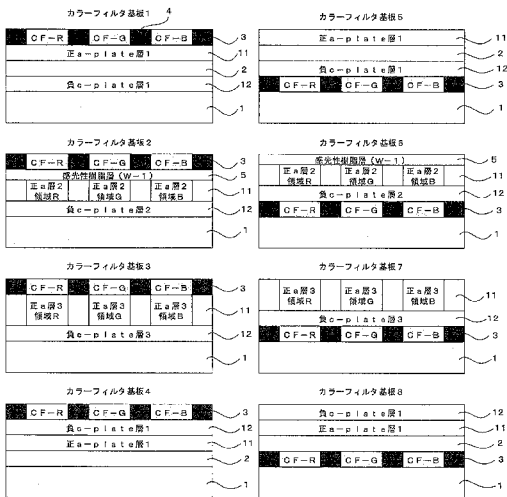 カラーフィルタ基板1
4
CF-R CF-G CF-B 3
正a-plate層1 11
2
負c-plate層1 12
1
カラーフィルタ基板2
CF-R CF-G CF-B 3
感光性樹脂層(W-1) 5
正a層2 正a層2 正a層2 11
領域R 領域G 領域B
負c-plate層2 12
1
カラーフィルタ基板3
CF-R CF-G CF-B 3
正a層3 正a層3 正a層3 11
領域R 領域G 領域B
負c-plate層3 12
1
カラーフィルタ基板4
CF-R CF-G CF-B 3
負c-plate層1 12
正a-plate層1 11
2
1
カラーフィルタ基板5
正a-plate層1 11
2
負c-plate層1 12
CF-R CF-G CF-B 3
1
カラーフィルタ基板6
感光性樹脂層(W-1) 5
正a層2 正a層2 正a層2 11
領域R 領域G 領域B
負c-plate層2 12
CF-R CF-G CF-B 3
1
カラーフィルタ基板7
正a層3 正a層3 正a層3 11
領域R 領域G 領域B
負c-plate層3 12
CF-R CF-G CF-B 3
1
カラーフィルタ基板8
負c-plate層1 12
正a-plate層1 11
2
CF-R CF-G CF-B 3
1